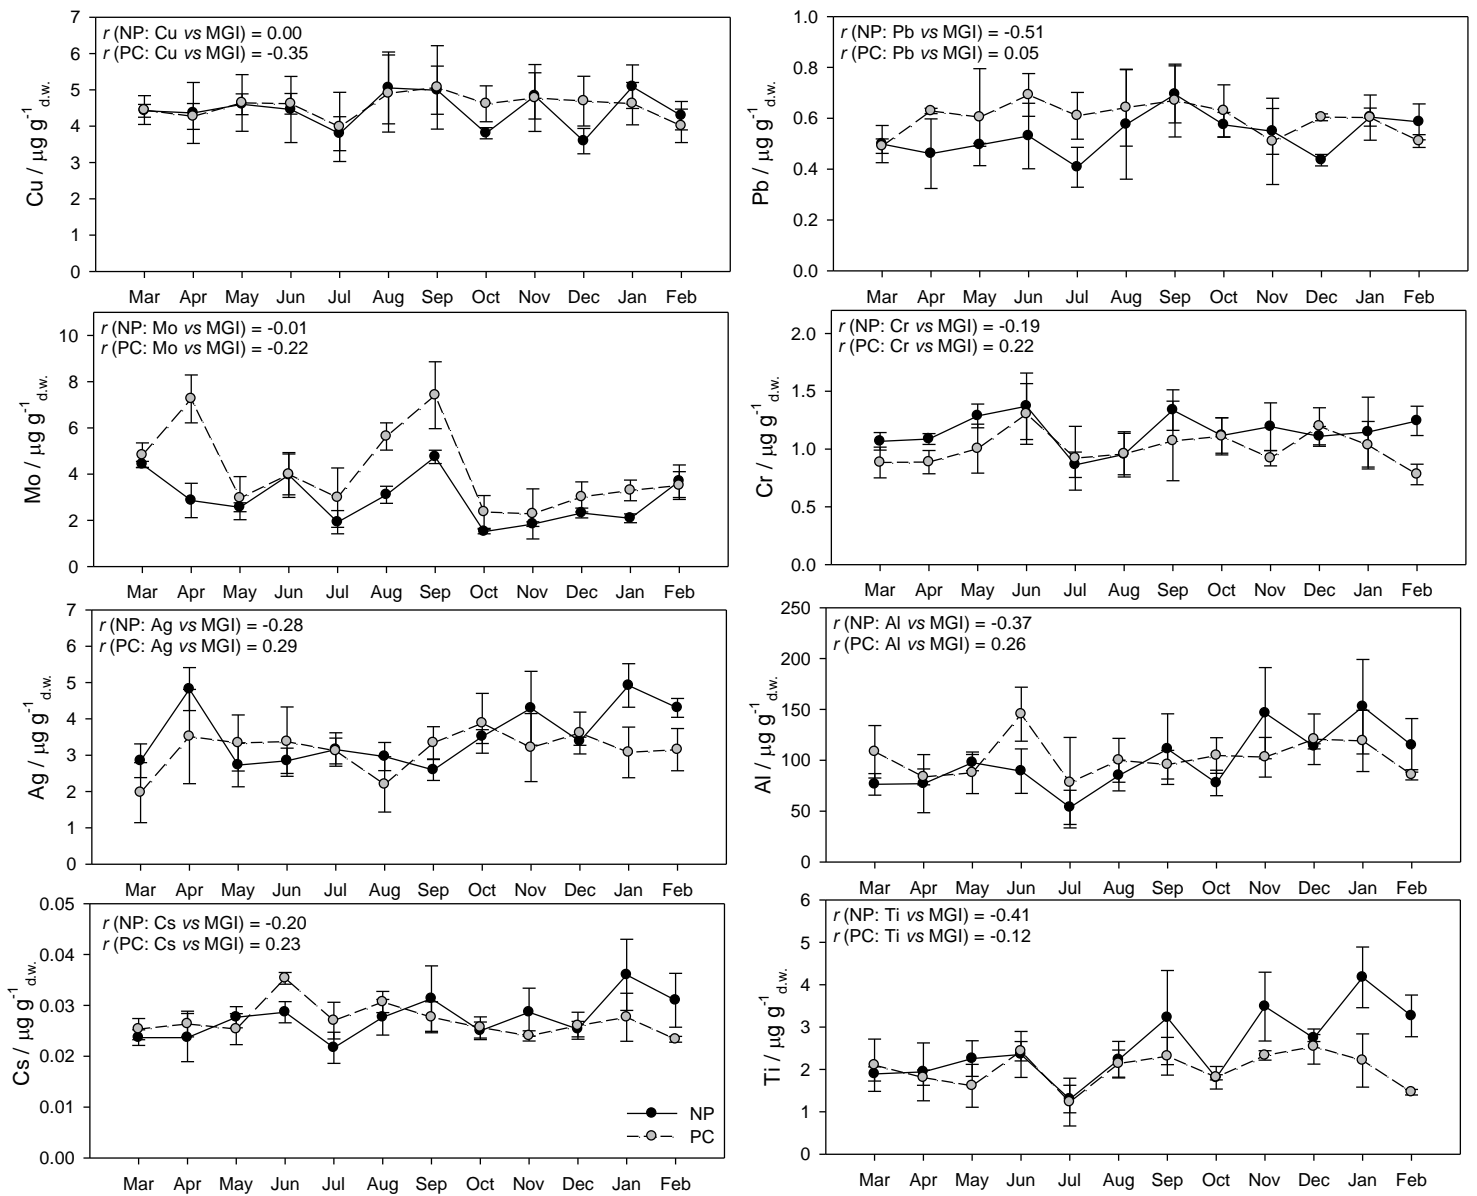 r (NP: Cu vs MGI) = 0.00
r (PC: Cu vs MGI) = -0.35
Cu / µg g-1 d.w.
7
6
5
4
3
2
1
0
Mar Apr May Jun Jul Aug Sep Oct Nov Dec Jan Feb
r (NP: Pb vs MGI) = -0.51
r (PC: Pb vs MGI) = 0.05
Pb / µg g-1 d.w.
1.0
0.8
0.6
0.4
0.2
0.0
Mar Apr May Jun Jul Aug Sep Oct Nov Dec Jan Feb
r (NP: Mo vs MGI) = -0.01
r (PC: Mo vs MGI) = -0.22
Mo / µg g-1 d.w.
10
8
6
4
2
0
Mar Apr May Jun Jul Aug Sep Oct Nov Dec Jan Feb
r (NP: Cr vs MGI) = -0.19
r (PC: Cr vs MGI) = 0.22
Cr / µg g-1 d.w.
2.0
1.5
1.0
0.5
0.0
Mar Apr May Jun Jul Aug Sep Oct Nov Dec Jan Feb
r (NP: Ag vs MGI) = -0.28
r (PC: Ag vs MGI) = 0.29
Ag / µg g-1 d.w.
7
6
5
4
3
2
1
0
Mar Apr May Jun Jul Aug Sep Oct Nov Dec Jan Feb
r (NP: Al vs MGI) = -0.37
r (PC: Al vs MGI) = 0.26
Al / µg g-1 d.w.
250
200
150
100
50
0
Mar Apr May Jun Jul Aug Sep Oct Nov Dec Jan Feb
r (NP: Cs vs MGI) = -0.20
r (PC: Cs vs MGI) = 0.23
Cs / µg g-1 d.w.
0.05
0.04
0.03
0.02
0.01
0.00
NP
PC
Mar Apr May Jun Jul Aug Sep Oct Nov Dec Jan Feb
r (NP: Ti vs MGI) = -0.41
r (PC: Ti vs MGI) = -0.12
Ti / µg g-1 d.w.
6
5
4
3
2
1
0
Mar Apr May Jun Jul Aug Sep Oct Nov Dec Jan Feb